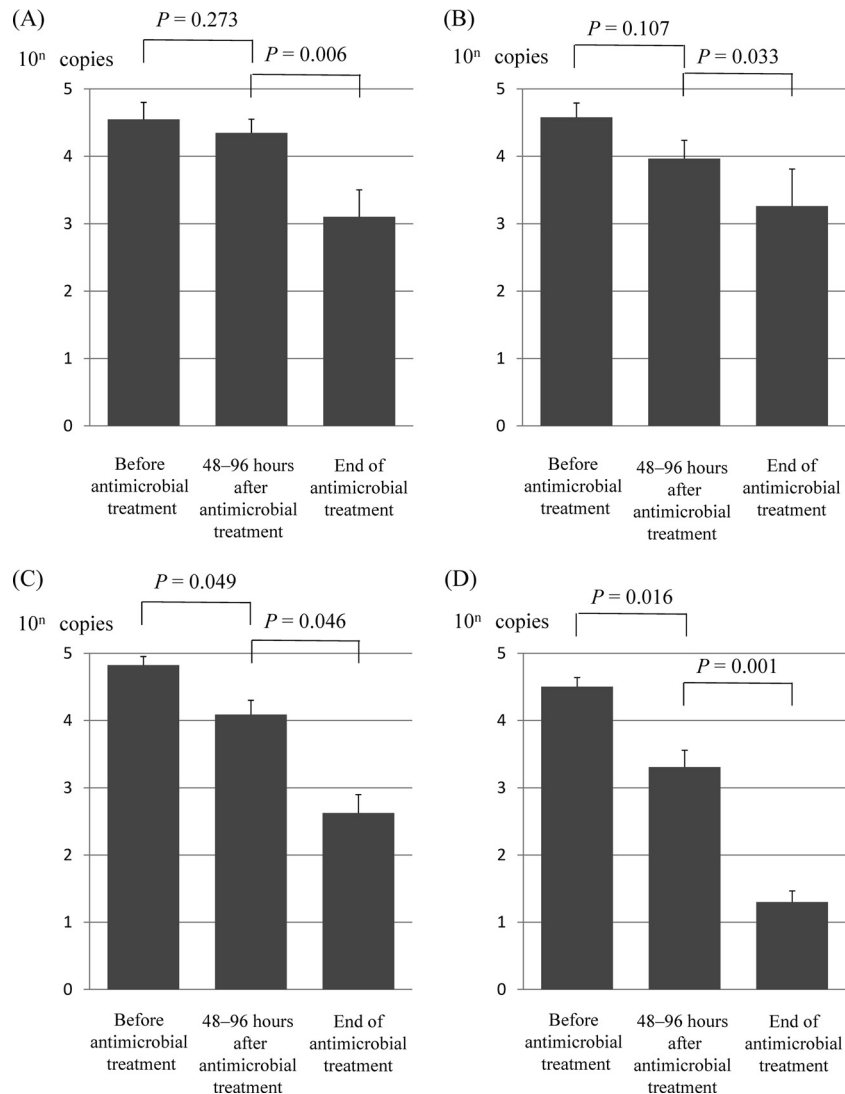 (A)
P = 0.273
P = 0.006
10ⁿ copies
5
4
3
2
1
0
Before
antimicrobial
treatment
48–96 hours
after
antimicrobial
treatment
End of
antimicrobial
treatment
(B)
P = 0.107
P = 0.033
10ⁿ copies
5
4
3
2
1
0
Before
antimicrobial
treatment
48–96 hours
after
antimicrobial
treatment
End of
antimicrobial
treatment
(C)
P = 0.049
P = 0.046
10ⁿ copies
5
4
3
2
1
0
Before
antimicrobial
treatment
48–96 hours
after
antimicrobial
treatment
End of
antimicrobial
treatment
(D)
P = 0.016
P = 0.001
10ⁿ copies
5
4
3
2
1
0
Before
antimicrobial
treatment
48–96 hours
after
antimicrobial
treatment
End of
antimicrobial
treatment